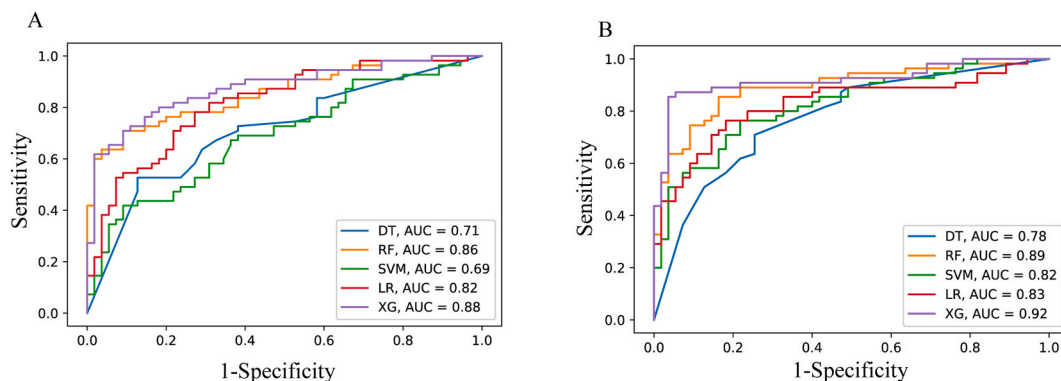 A
Sensitivity
1.0
0.8
0.6
0.4
0.2
0.0
DT, AUC = 0.71
RF, AUC = 0.86
SVM, AUC = 0.69
LR, AUC = 0.82
XG, AUC = 0.88
0.0 0.2 0.4 0.6 0.8 1.0
1-Specificity
B
Sensitivity
1.0
0.8
0.6
0.4
0.2
0.0
DT, AUC = 0.78
RF, AUC = 0.89
SVM, AUC = 0.82
LR, AUC = 0.83
XG, AUC = 0.92
0.0 0.2 0.4 0.6 0.8 1.0
1-Specificity